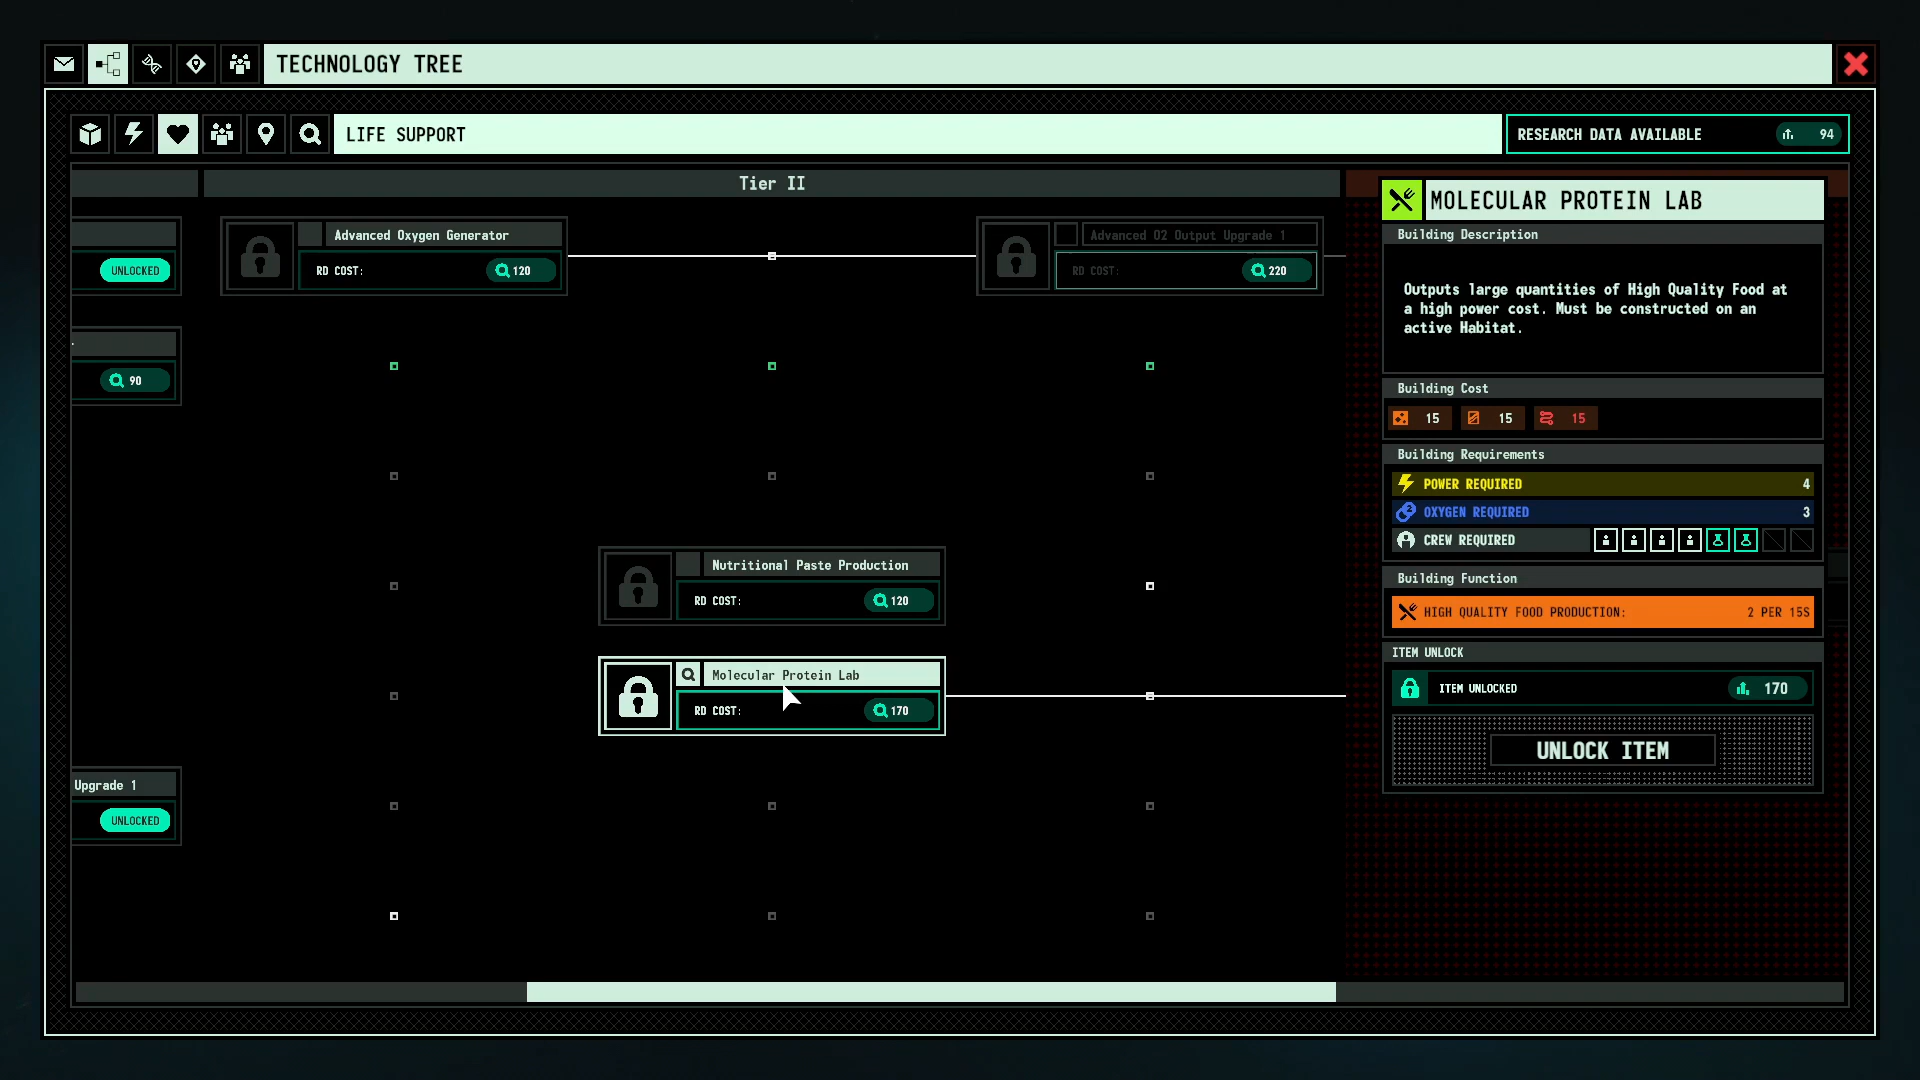 TECHNOLOGY TREE
LIFE SUPPORT
RESEARCH DATA AVAILABLE 94
Tier II
UNLOCKED
Advanced Oxygen Generator
RD COST: 120
Advanced O2 Output Upgrade 1
RD COST: 220
90
Nutritional Paste Production
RD COST: 120
Molecular Protein Lab
RD COST: 170
Upgrade 1
UNLOCKED
MOLECULAR PROTEIN LAB
Building Description
Outputs large quantities of High Quality Food at
a high power cost. Must be constructed on an
active Habitat.
Building Cost
15 15 15
Building Requirements
POWER REQUIRED 4
OXYGEN REQUIRED 3
CREW REQUIRED
Building Function
HIGH QUALITY FOOD PRODUCTION: 2 PER 15S
ITEM UNLOCK
ITEM UNLOCKED 170
UNLOCK ITEM